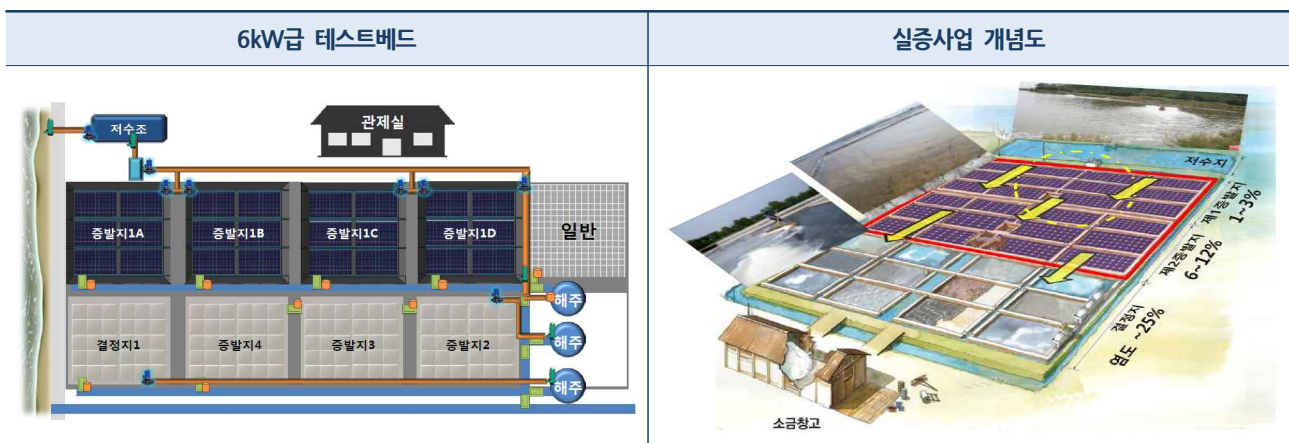 6kW급 테스트베드
실증사업 개념도
저수조
관제실
증발지1A
증발지1B
증발지1C
증발지1D
일반
해주
해주
해주
결정지1
증발지4
증발지3
증발지2
저수지
제1증발지
1~3%
제2증발지
6~12%
결정지
염도 ~25%
소금창고